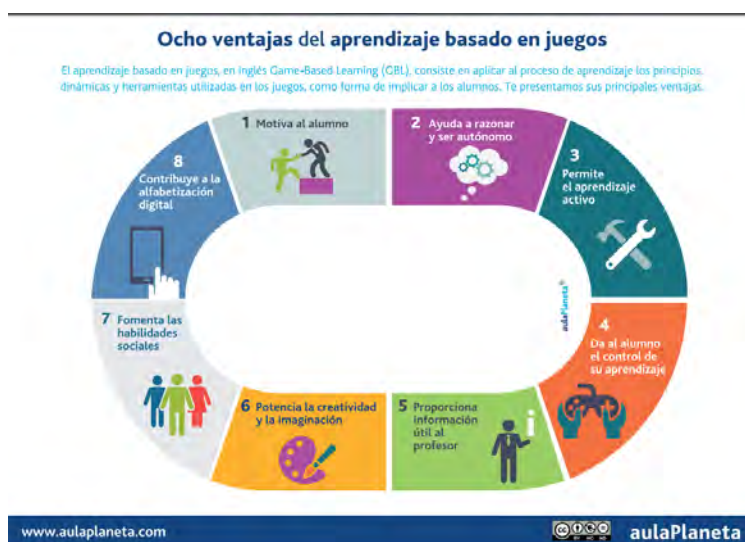 Ocho ventajas del aprendizaje basado en juegos
El aprendizaje basado en juegos, en inglés Game-Based Learning (GBL), consiste en aplicar al proceso de aprendizaje los principios,
dinámicas y herramientas utilizadas en los juegos, como forma de implicar a los alumnos. Te presentamos sus principales ventajas.
1 Motiva al alumno
2 Ayuda a razonar
y ser autónomo
3
Permite
el aprendizaje
activo
4
Da al alumno
el control de
su aprendizaje
5 Proporciona
información
útil al
profesor
6 Potencia la creatividad
y la imaginación
7 Fomenta las
habilidades
sociales
8
Contribuye a la
alfabetización
digital
aulaPlaneta
www.aulaplaneta.com
aulaPlaneta